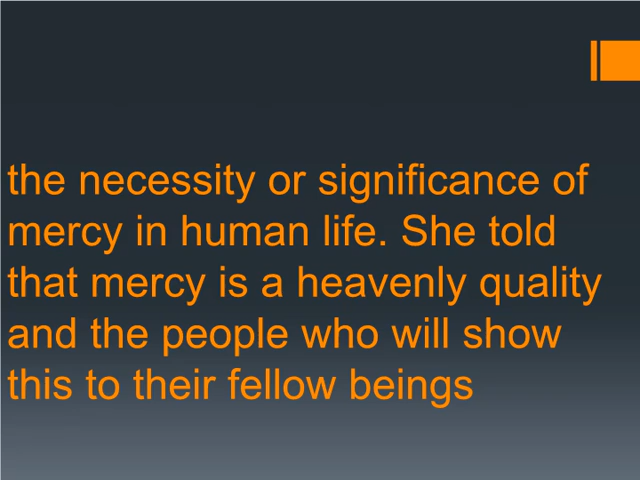 the necessity or significance of
mercy in human life. She told
that mercy is a heavenly quality
and the people who will show
this to their fellow beings